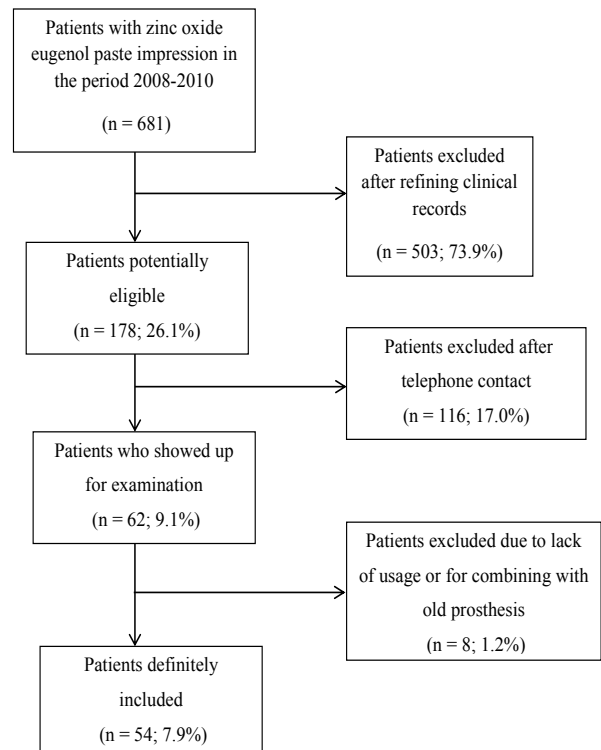 Patients with zinc oxide
eugenol paste impression in
the period 2008-2010
(n = 681)
Patients excluded
after refining clinical
records
(n = 503; 73.9%)
Patients potentially
eligible
(n = 178; 26.1%)
Patients excluded after
telephone contact
(n = 116; 17.0%)
Patients who showed up
for examination
(n = 62; 9.1%)
Patients excluded due to lack
of usage or for combining with
old prosthesis
(n = 8; 1.2%)
Patients definitely
included
(n = 54; 7.9%)